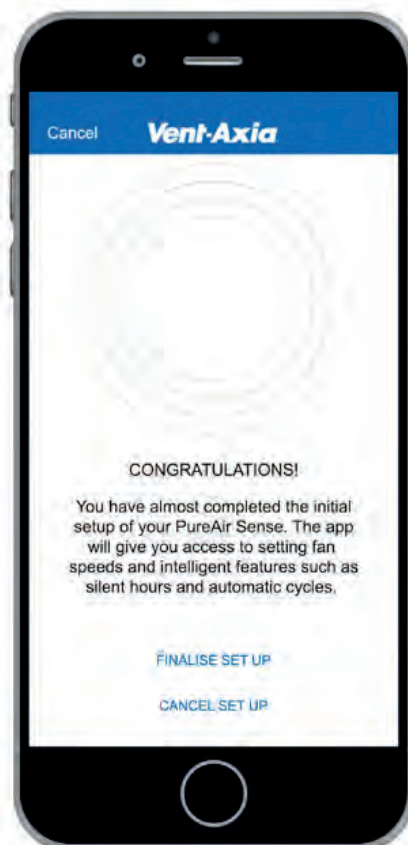 Cancel Vent-Axia
CONGRATULATIONS!
You have almost completed the initial
setup of your PureAir Sense. The app
will give you access to setting fan
speeds and intelligent features such as
silent hours and automatic cycles.
FINALISE SET UP
CANCEL SET UP